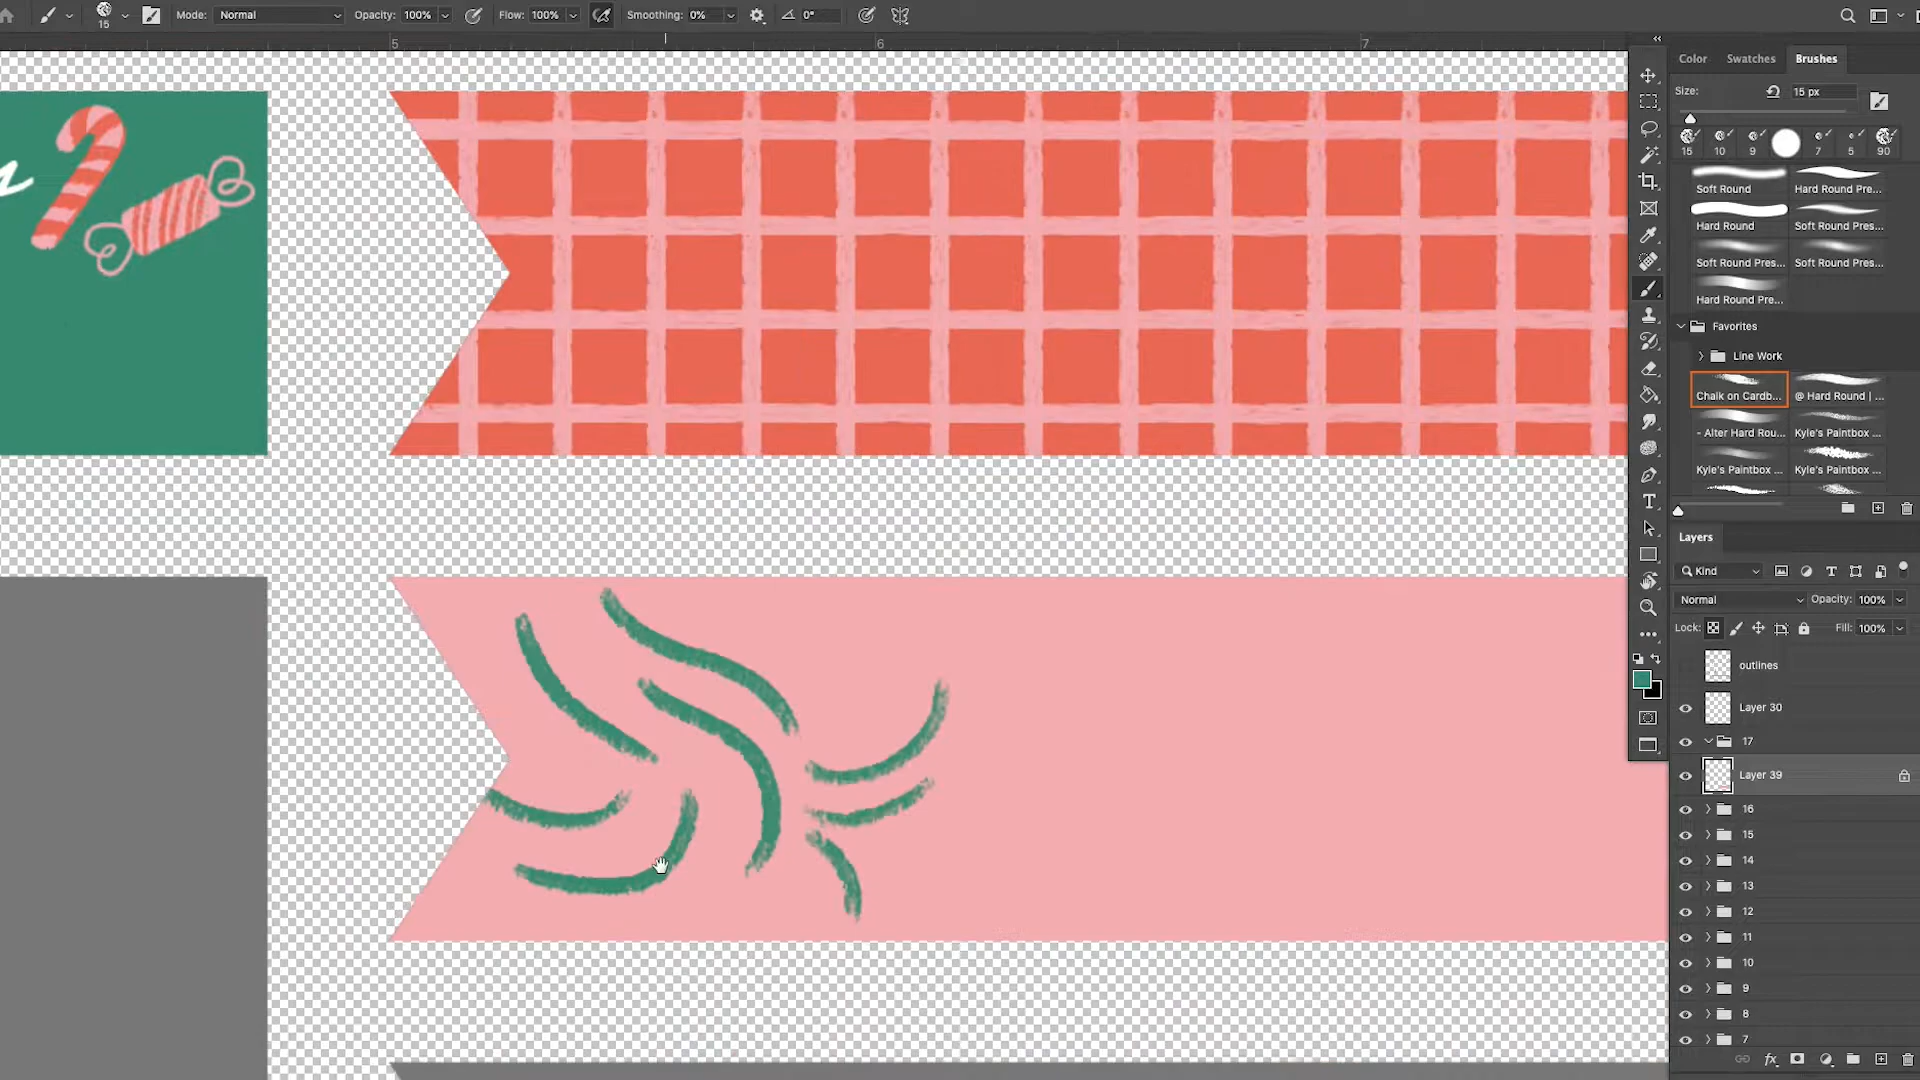 15
Mode: Normal
Opacity: 100%
Flow: 100%
Smoothing: 0%
0°
5
6
7
Color
Swatches
Brushes
Size:
15 px
15
10
9
7
5
90
Soft Round
Hard Round Pre...
Hard Round
Soft Round Pres...
Soft Round Pres...
Soft Round Pres...
Hard Round Pre...
Favorites
Line Work
Chalk on Cardb...
@ Hard Round | ...
- Alter Hard Rou...
Kyle's Paintbox ...
Kyle's Paintbox ...
Kyle's Paintbox ...
Layers
Kind
Normal
Opacity: 100%
Lock:
Fill: 100%
outlines
Layer 30
17
Layer 39
16
15
14
13
12
11
10
9
8
7